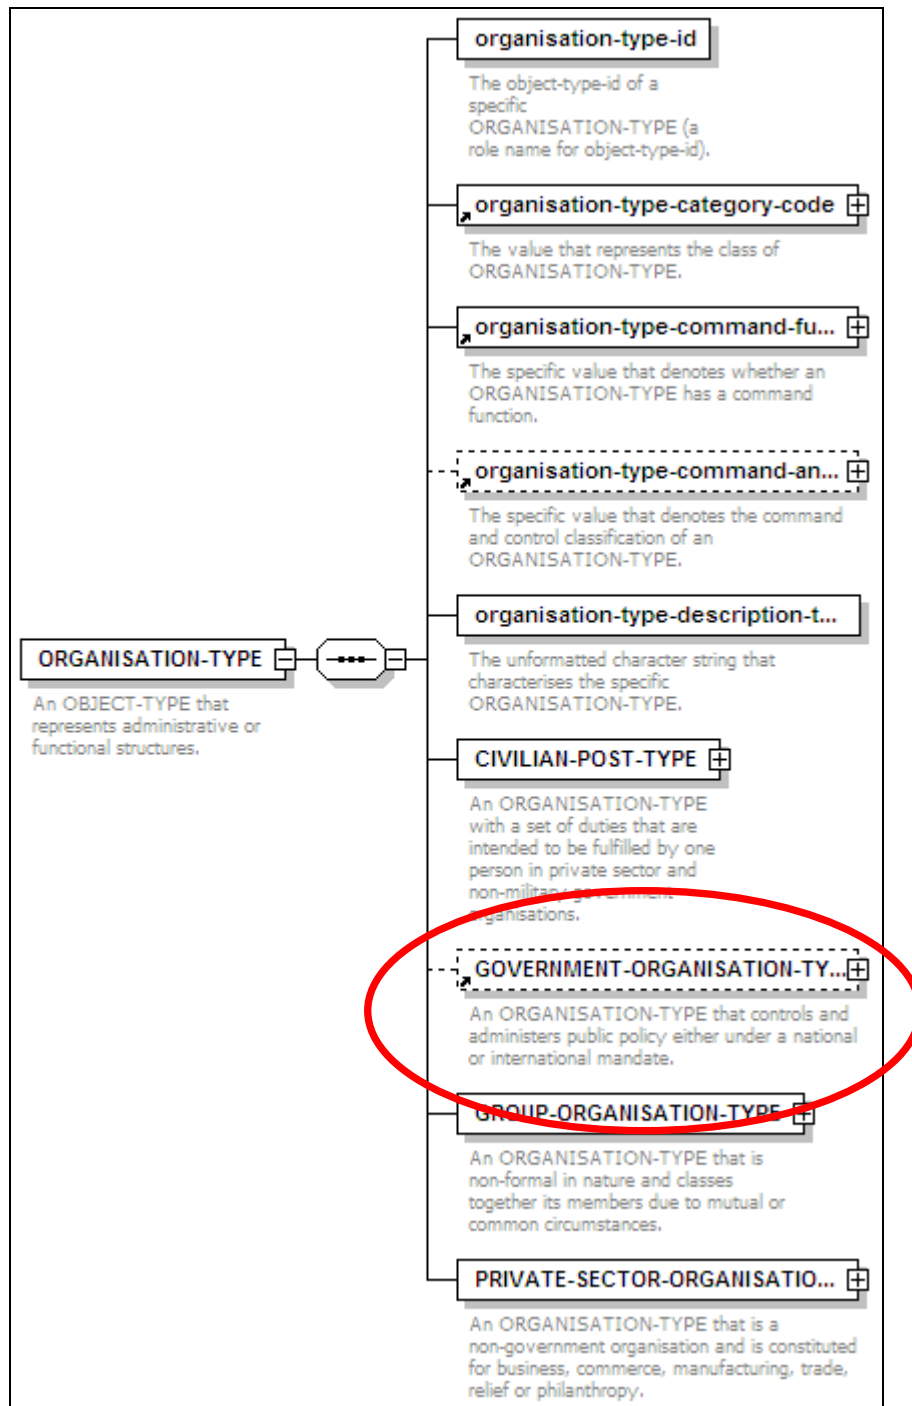 organisation-type-id
The object-type-id of a
specific
ORGANISATION-TYPE (a
role name for object-type-id).
organisation-type-category-code
The value that represents the class of
ORGANISATION-TYPE.
organisation-type-command-fu...
The specific value that denotes whether an
ORGANISATION-TYPE has a command
function.
organisation-type-command-an...
The specific value that denotes the command
and control classification of an
ORGANISATION-TYPE.
organisation-type-description-t...
The unformatted character string that
characterises the specific
ORGANISATION-TYPE.
ORGANISATION-TYPE
An OBJECT-TYPE that
represents administrative or
functional structures.
CIVILIAN-POST-TYPE
An ORGANISATION-TYPE
with a set of duties that are
intended to be fulfilled by one
person in private sector and
non-military government
organisations.
GOVERNMENT-ORGANISATION-TY...
An ORGANISATION-TYPE that controls and
administers public policy either under a national
or international mandate.
GROUP-ORGANISATION-TYPE
An ORGANISATION-TYPE that is
non-formal in nature and classes
together its members due to mutual or
common circumstances.
PRIVATE-SECTOR-ORGANISATIO...
An ORGANISATION-TYPE that is a
non-government organisation and is constituted
for business, commerce, manufacturing, trade,
relief or philanthropy.